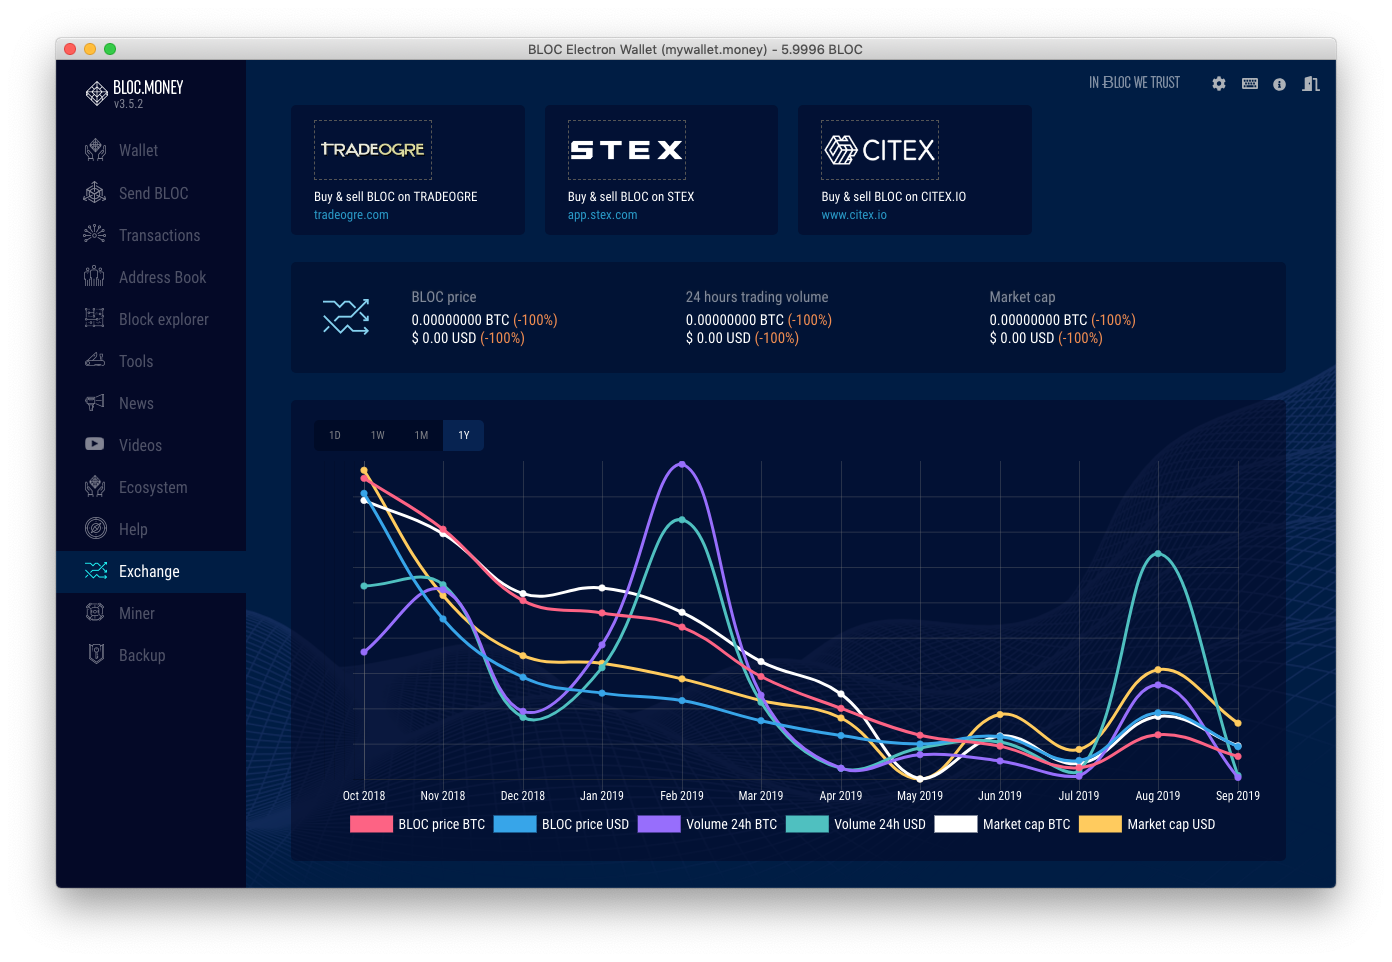 BLOC Electron Wallet (mywallet.money) - 5.9996 BLOC
BLOC.MONEY
v3.5.2
Wallet
Send BLOC
Transactions
Address Book
Block explorer
Tools
News
Videos
Ecosystem
Help
Exchange
Miner
Backup
IN BLOC WE TRUST
TRADEOGRE
Buy & sell BLOC on TRADEOGRE
tradeogre.com
STEX
Buy & sell BLOC on STEX
app.stex.com
CITEX
Buy & sell BLOC on CITEX.IO
www.citex.io
BLOC price
0.00000000 BTC (-100%)
$ 0.00 USD (-100%)
24 hours trading volume
0.00000000 BTC (-100%)
$ 0.00 USD (-100%)
Market cap
0.00000000 BTC (-100%)
$ 0.00 USD (-100%)
1D 1W 1M 1Y
Oct 2018 Nov 2018 Dec 2018 Jan 2019 Feb 2019 Mar 2019 Apr 2019 May 2019 Jun 2019 Jul 2019 Aug 2019 Sep 2019
BLOC price BTC BLOC price USD Volume 24h BTC Volume 24h USD Market cap BTC Market cap USD